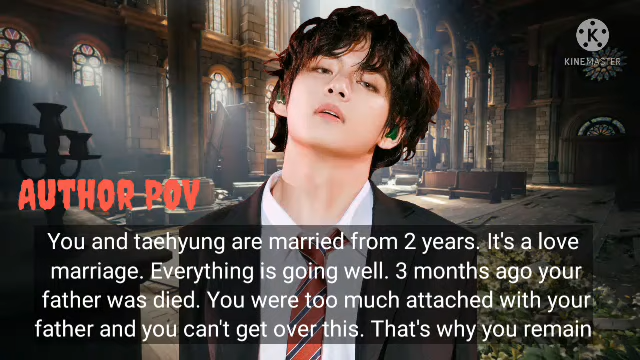 KINEMASTER
AUTHOR POV
You and taehyung are married from 2 years. It's a love
marriage. Everything is going well. 3 months ago your
father was died. You were too much attached with your
father and you can't get over this. That's why you remain